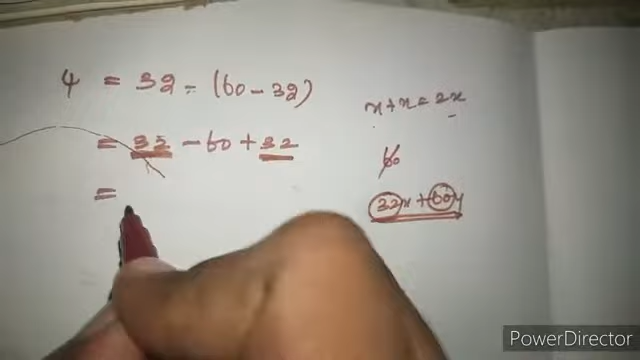 4 = 32 - (60 - 32)
= 32 - 60 + 32
=
x + x = 2x
60
32x + 60y
PowerDirector